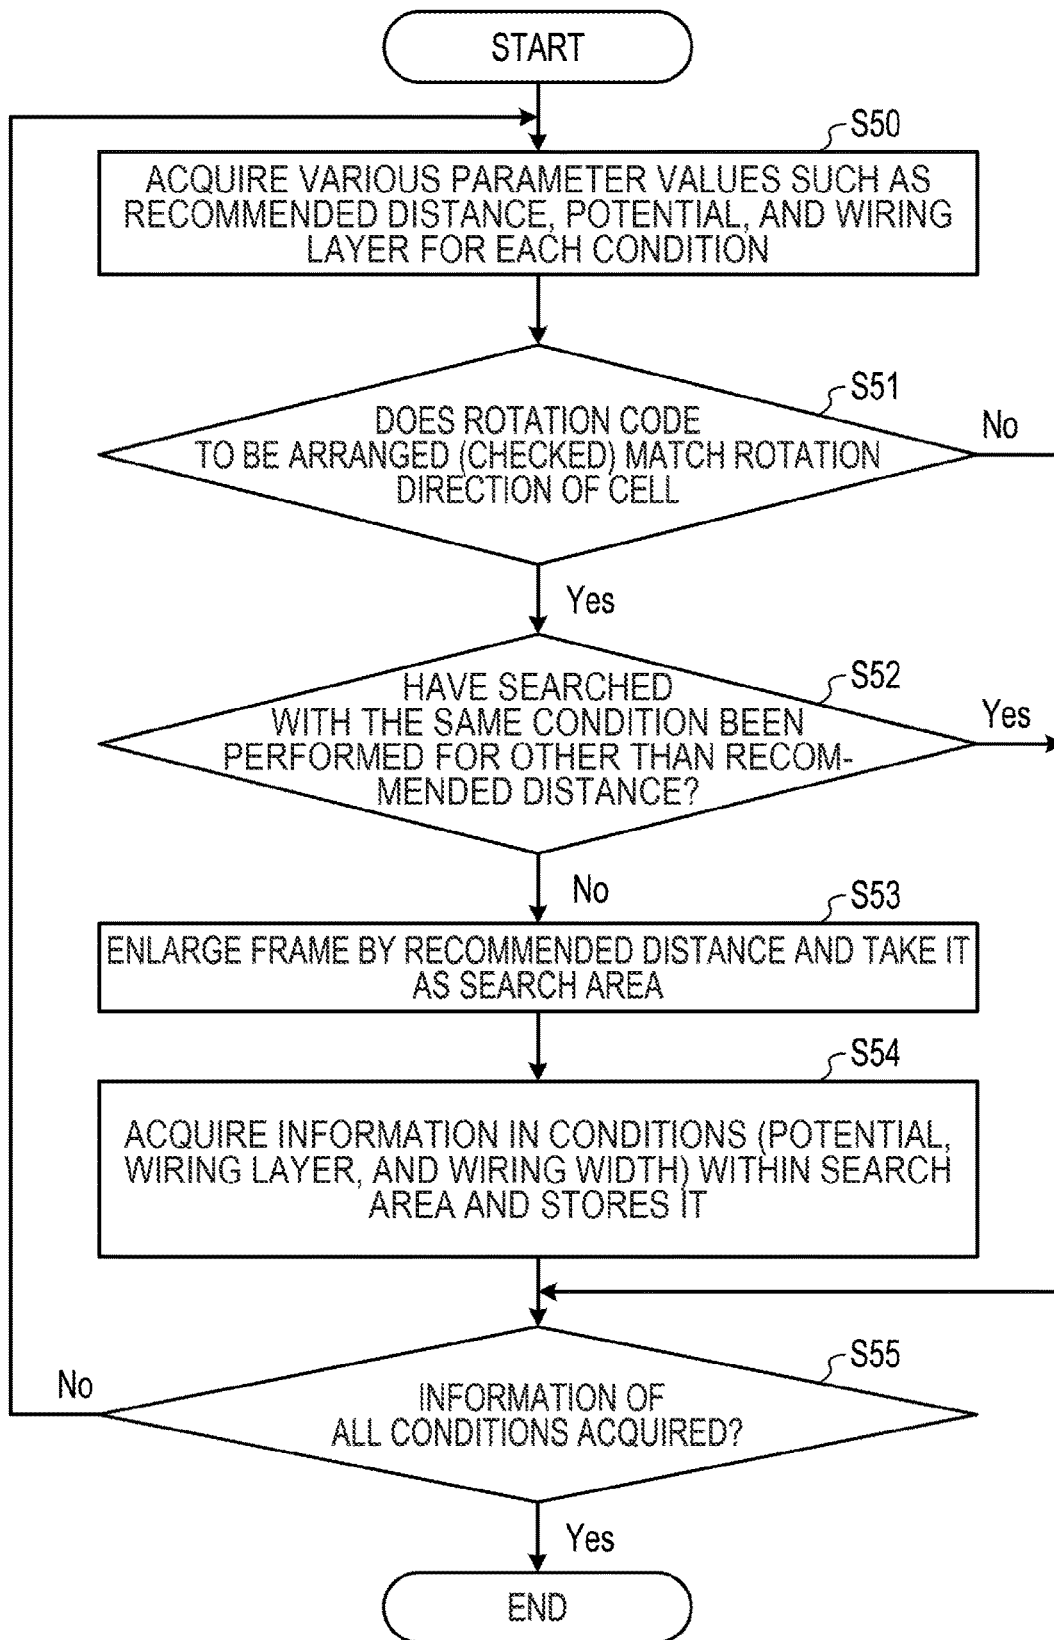 START
S50
ACQUIRE VARIOUS PARAMETER VALUES SUCH AS
RECOMMENDED DISTANCE, POTENTIAL, AND WIRING
LAYER FOR EACH CONDITION
S51
DOES ROTATION CODE
TO BE ARRANGED (CHECKED) MATCH ROTATION
DIRECTION OF CELL
No
Yes
S52
HAVE SEARCHED
WITH THE SAME CONDITION BEEN
PERFORMED FOR OTHER THAN RECOM-
MENDED DISTANCE?
Yes
No
S53
ENLARGE FRAME BY RECOMMENDED DISTANCE AND TAKE IT
AS SEARCH AREA
S54
ACQUIRE INFORMATION IN CONDITIONS (POTENTIAL,
WIRING LAYER, AND WIRING WIDTH) WITHIN SEARCH
AREA AND STORES IT
S55
No
INFORMATION OF
ALL CONDITIONS ACQUIRED?
Yes
END